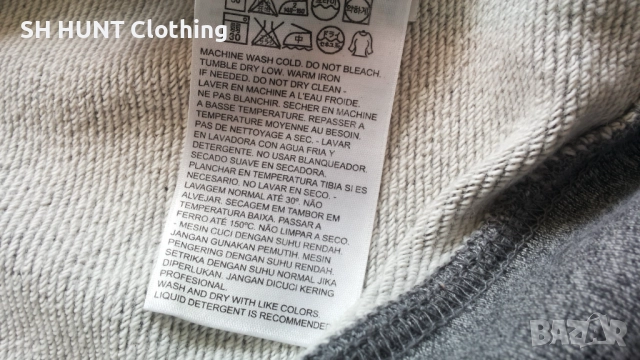 SH HUNT Clothing
MACHINE WASH COLD. DO NOT BLEACH.
TUMBLE DRY LOW. WARM IRON
IF NEEDED. DO NOT DRY CLEAN -
LAVER EN MACHINE A L'EAU FROIDE.
NE PAS BLANCHIR. SECHER EN MACHINE
A BASSE TEMPERATURE. REPASSER A
TEMPERATURE MOYENNE AU BESOIN.
PAS DE NETTOYAGE A SEC. - LAVAR
EN LAVADORA CON AGUA FRIA Y
DETERGENTE. NO USAR BLANQUEADOR.
SECADO SUAVE EN SECADORA.
PLANCHAR EN TEMPERATURA TIBIA SI ES
NECESARIO. NO LAVAR EN SECO. -
LAVAGEM NORMAL ATÉ 30º. NÃO
ALVEJAR. SECAGEM EM TAMBOR EM
TEMPERATURA BAIXA. PASSAR A
FERRO ATÉ 150ºC. NÃO LIMPAR A SECO.
- MESIN CUCI DENGAN SUHU RENDAH.
JANGAN GUNAKAN PEMUTIH. MESIN
PENGERING DENGAN SUHU RENDAH.
SETRIKA DENGAN SUHU NORMAL JIKA
DIPERLUKAN. JANGAN DICUCI KERING
PROFESIONAL.
WASH AND DRY WITH LIKE COLORS.
LIQUID DETERGENT IS RECOMMENDED
BAZAR